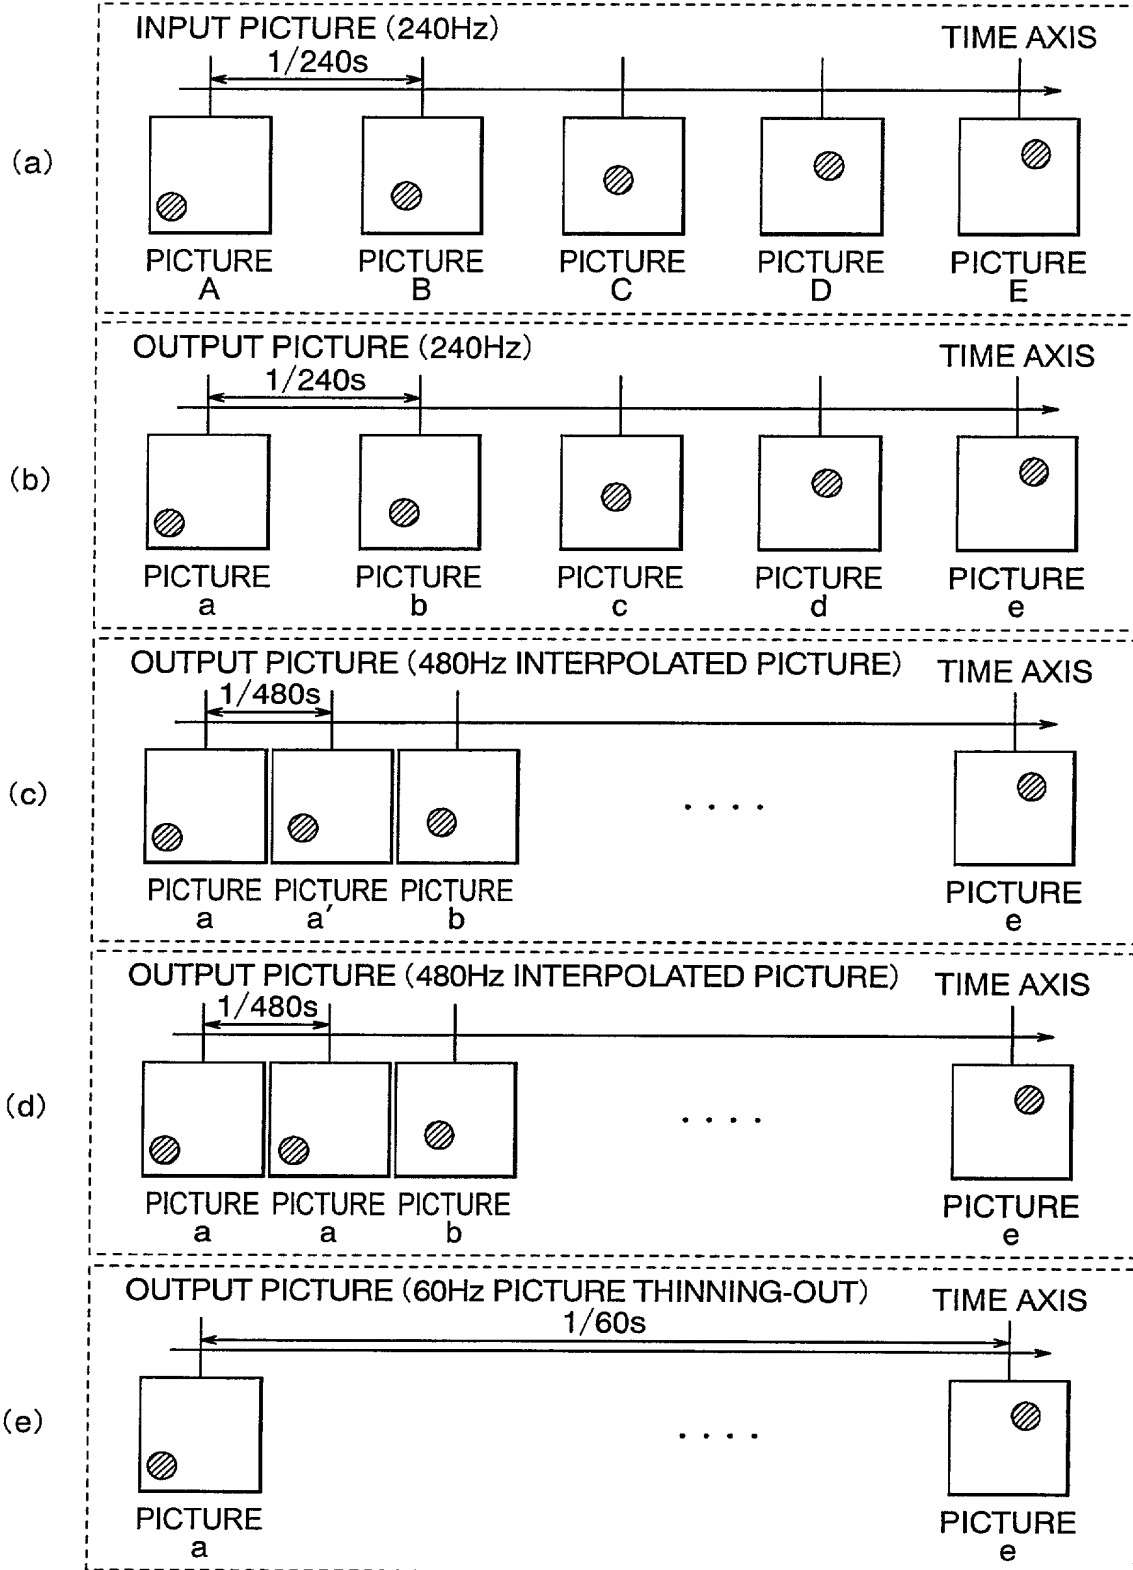 (a)
INPUT PICTURE (240Hz)
TIME AXIS
1/240s
PICTURE A
PICTURE B
PICTURE C
PICTURE D
PICTURE E
(b)
OUTPUT PICTURE (240Hz)
TIME AXIS
1/240s
PICTURE a
PICTURE b
PICTURE c
PICTURE d
PICTURE e
(c)
OUTPUT PICTURE (480Hz INTERPOLATED PICTURE)
TIME AXIS
1/480s
. . . .
PICTURE a
PICTURE a′
PICTURE b
PICTURE e
(d)
OUTPUT PICTURE (480Hz INTERPOLATED PICTURE)
TIME AXIS
1/480s
. . . .
PICTURE a
PICTURE a
PICTURE b
PICTURE e
(e)
OUTPUT PICTURE (60Hz PICTURE THINNING-OUT)
TIME AXIS
1/60s
. . . .
PICTURE a
PICTURE e